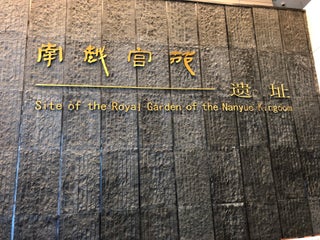 南越宫苑
遗址
Site of the Royal Garden of the Nanyue Kingdom